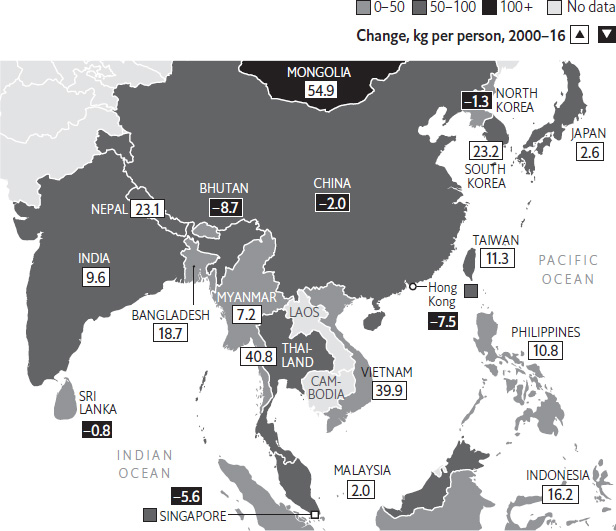 0–50 50–100 100+ No data
Change, kg per person, 2000–16 ▲ ▼
MONGOLIA
54.9
–1.3
NORTH
KOREA
JAPAN
2.6
23.2
SOUTH
KOREA
CHINA
–2.0
BHUTAN
–8.7
NEPAL 23.1
INDIA
9.6
TAIWAN
11.3
PACIFIC
OCEAN
Hong
Kong
–7.5
BANGLADESH
18.7
MYANMAR
7.2
LAOS
THAI-
LAND
40.8
CAM-
BODIA
VIETNAM
39.9
PHILIPPINES
10.8
SRI
LANKA
–0.8
INDIAN
OCEAN
MALAYSIA
2.0
INDONESIA
16.2
–5.6
SINGAPORE